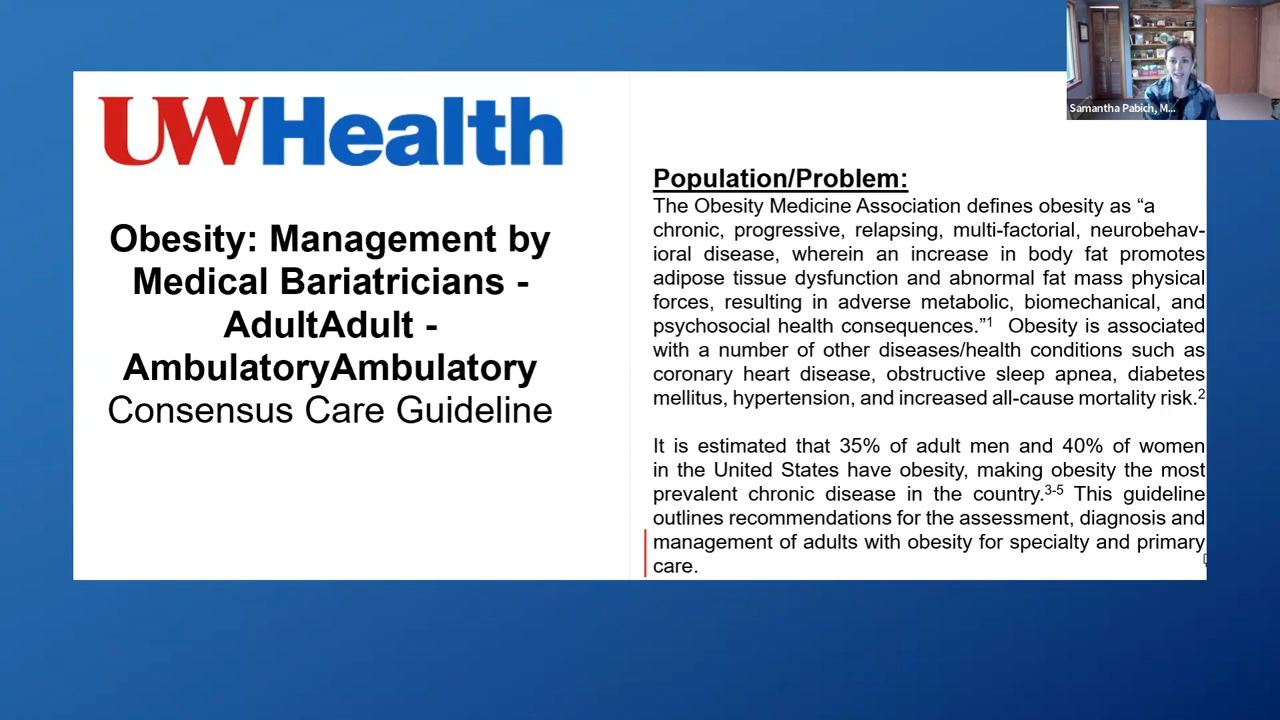 UWHealth
Obesity: Management by
Medical Bariatricians -
AdultAdult -
AmbulatoryAmbulatory
Consensus Care Guideline
Samantha Pabich, M...
Population/Problem:
The Obesity Medicine Association defines obesity as “a
chronic, progressive, relapsing, multi-factorial, neurobehav-
ioral disease, wherein an increase in body fat promotes
adipose tissue dysfunction and abnormal fat mass physical
forces, resulting in adverse metabolic, biomechanical, and
psychosocial health consequences.”1 Obesity is associated
with a number of other diseases/health conditions such as
coronary heart disease, obstructive sleep apnea, diabetes
mellitus, hypertension, and increased all-cause mortality risk.2
It is estimated that 35% of adult men and 40% of women
in the United States have obesity, making obesity the most
prevalent chronic disease in the country.3-5 This guideline
outlines recommendations for the assessment, diagnosis and
management of adults with obesity for specialty and primary
care.